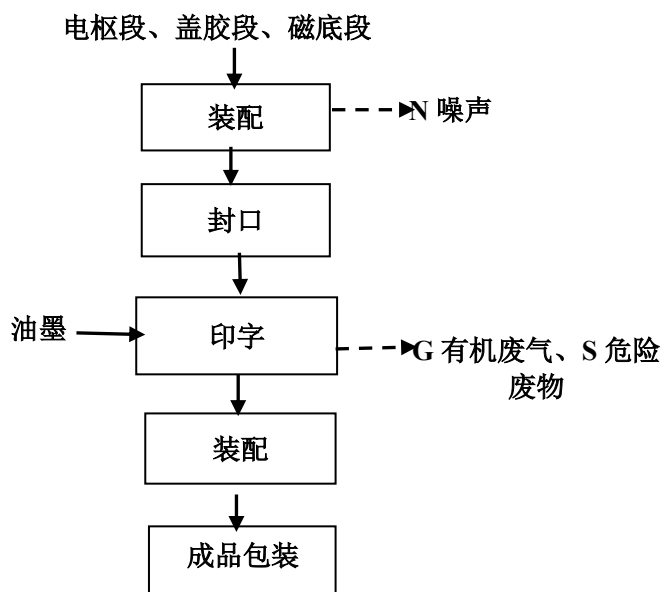 电枢段、盖胶段、磁底段
装配
N 噪声
封口
油墨
印字
G 有机废气、S 危险
废物
装配
成品包装